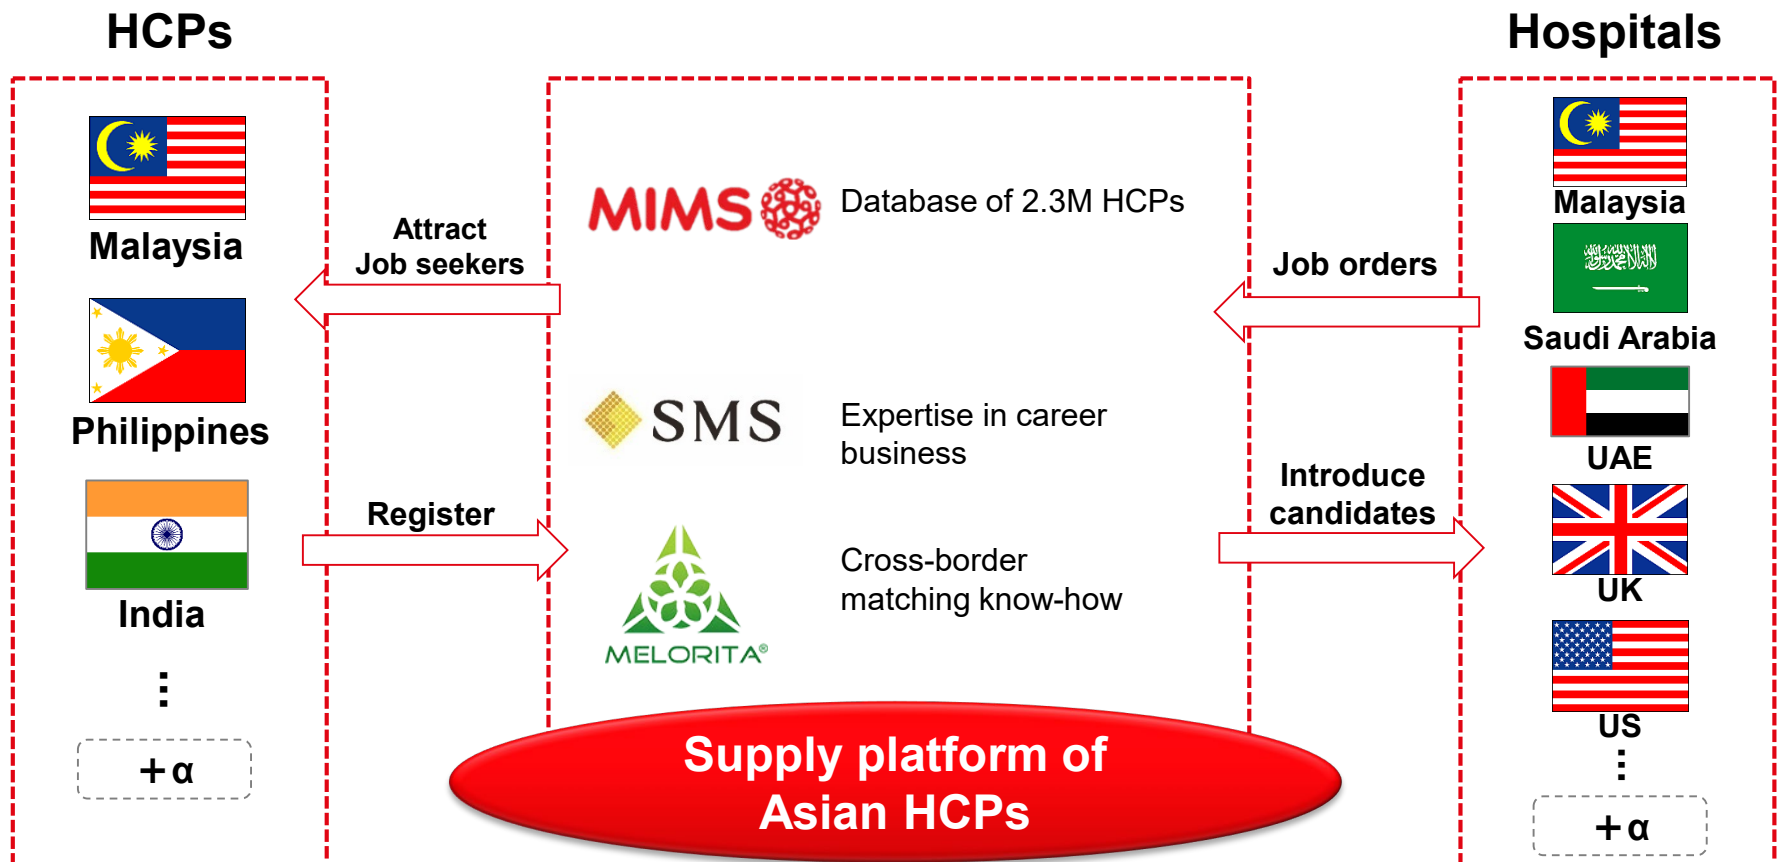 HCPs
Malaysia
Philippines
India
⋮
+α
Attract
Job seekers
Register
MIMS
Database of 2.3M HCPs
SMS
Expertise in career
business
MELORITA®
Cross-border
matching know-how
Supply platform of
Asian HCPs
Job orders
Introduce
candidates
Hospitals
Malaysia
Saudi Arabia
UAE
UK
US
⋮
+α